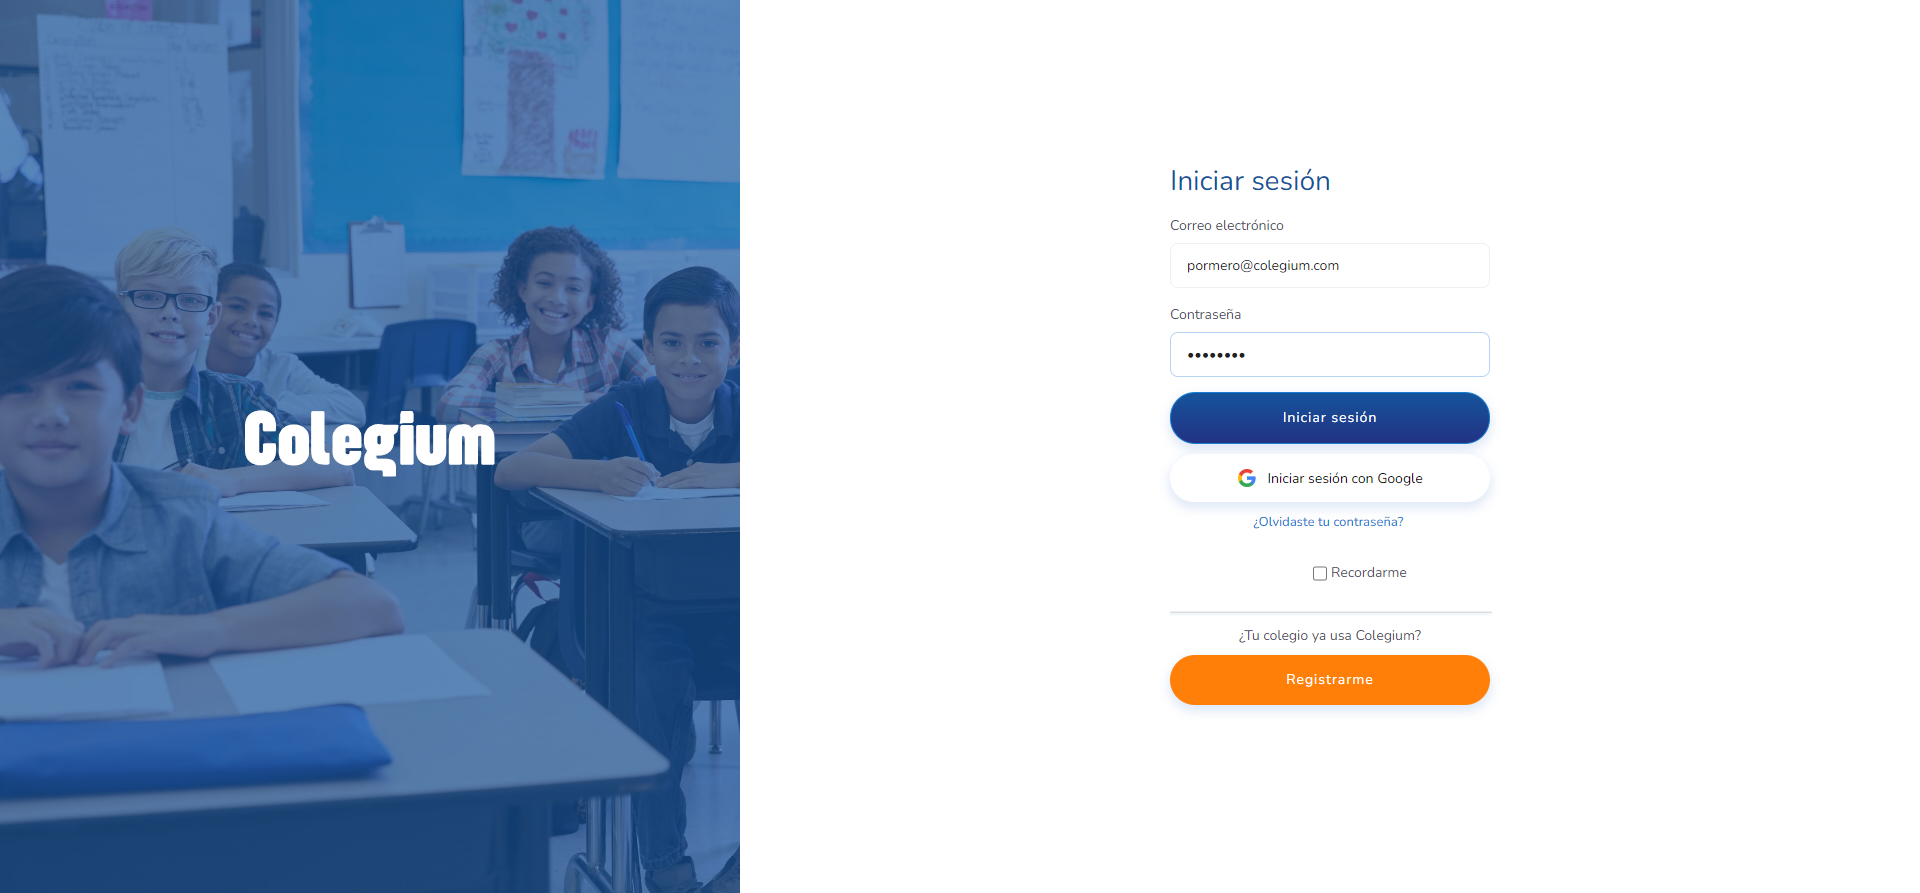 Colegium
Iniciar sesión
Correo electrónico
pormero@colegium.com
Contraseña
••••••••
Iniciar sesión
Iniciar sesión con Google
¿Olvidaste tu contraseña?
Recordarme
¿Tu colegio ya usa Colegium?
Registrarme